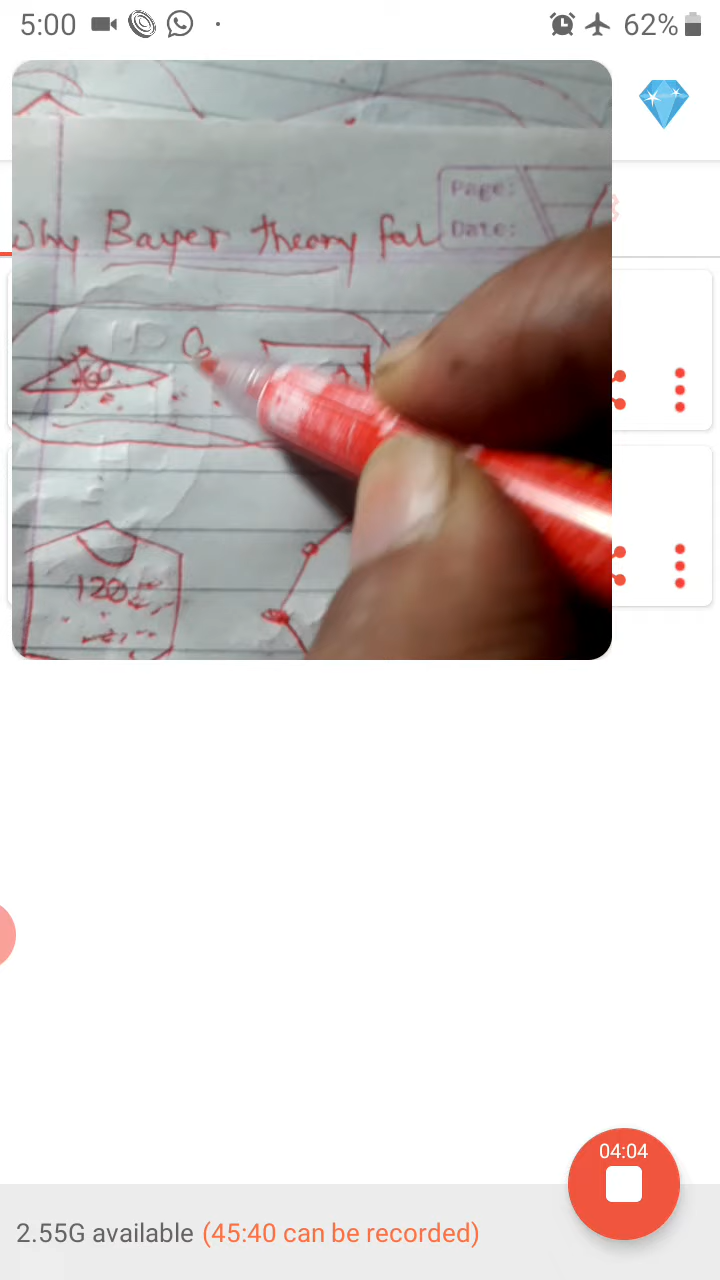 5:00
62%
Page:
Date:
Why Bayer theory fail
60
120
04:04
2.55G available (45:40 can be recorded)